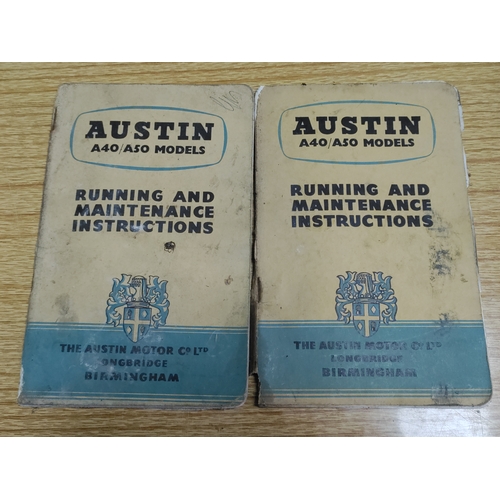 AUSTIN
A40/A50 MODELS
RUNNING AND
MAINTENANCE
INSTRUCTIONS
THE AUSTIN MOTOR CO LTD
LONGBRIDGE
BIRMINGHAM
AUSTIN
A40/A50 MODELS
RUNNING AND
MAINTENANCE
INSTRUCTIONS
THE AUSTIN MOTOR CO LTD
LONGBRIDGE
BIRMINGHAM